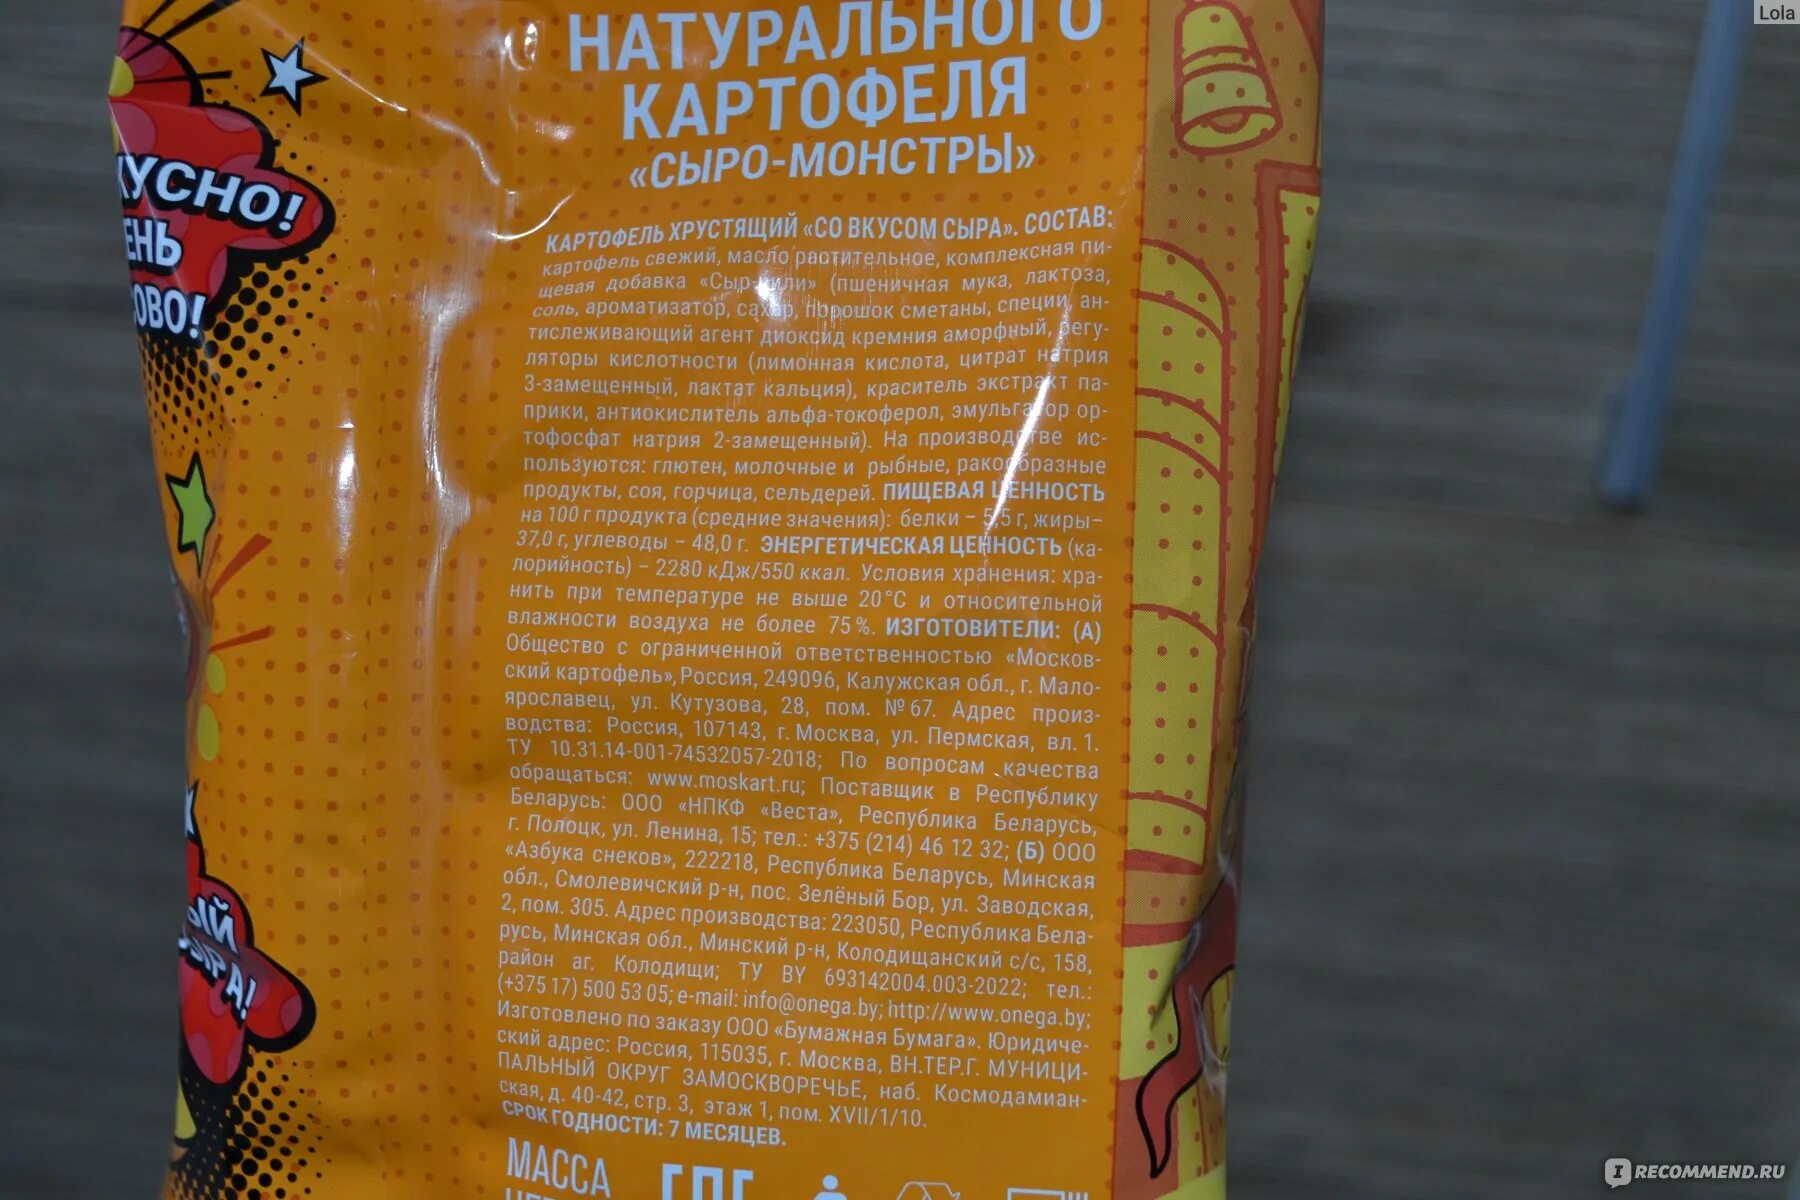 Lola
НАТУРАЛЬНОГО
КАРТОФЕЛЯ
«СЫРО-МОНСТРЫ»
КАРТОФЕЛЬ ХРУСТЯЩИЙ «СО ВКУСОМ СЫРА». СОСТАВ:
картофель свежий, масло растительное, комплексная пи-
щевая добавка (пшеничная мука, лактоза,
соль, ароматизатор, сахар, порошок сметаны, специи, ан-
тислеживающий агент диоксид кремния аморфный, регу-
ляторы кислотности (лимонная кислота, цитрат натрия
3-замещенный, лактат кальция), краситель экстракт па-
прики, антиокислитель альфа-токоферол, эмульгатор ор-
тофосфат натрия 2-замещенный). На производстве ис-
пользуются: глютен, молочные и рыбные, ракообразные
продукты, соя, горчица, сельдерей. ПИЩЕВАЯ ЦЕННОСТЬ
на 100 г продукта (средние значения): белки – 5,5 г, жиры–
37,0 г, углеводы – 48,0 г. ЭНЕРГЕТИЧЕСКАЯ ЦЕННОСТЬ (ка-
лорийность) – 2280 кДж/550 ккал. Условия хранения: хра-
нить при температуре не выше 20°С и относительной
влажности воздуха не более 75%. ИЗГОТОВИТЕЛИ: (А)
Общество с ограниченной ответственностью «Москов-
ский картофель», Россия, 249096, Калужская обл., г. Мало-
ярославец, ул. Кутузова, 28, пом. №67. Адрес произ-
водства: Россия, 107143, г. Москва, ул. Пермская, вл. 1.
ТУ 10.31.14-001-74532057-2018; По вопросам качества
обращаться: www.moskart.ru; Поставщик в Республику
Беларусь: ООО «НПКФ «Веста», Республика Беларусь,
г. Полоцк, ул. Ленина, 15; тел.: +375 (214) 46 12 32; (Б) ООО
«Азбука снеков», 222218, Республика Беларусь, Минская
обл., Смолевичский р-н, пос. Зелёный Бор, ул. Заводская,
2, пом. 305. Адрес производства: 223050, Республика Бела-
русь, Минская обл., Минский р-н, Колодищанский с/с, 158,
район аг. Колодищи; ТУ BY 693142004.003-2022; тел.:
(+375 17) 500 53 05; e-mail: info@onega.by; http://www.onega.by;
Изготовлено по заказу ООО «Бумажная Бумага». Юридиче-
ский адрес: Россия, 115035, г. Москва, ВН.ТЕР.Г. МУНИЦИ-
ПАЛЬНЫЙ ОКРУГ ЗАМОСКВОРЕЧЬЕ, наб. Космодамиан-
ская, д. 40-42, стр. 3, этаж 1, пом. XVII/1/10.
СРОК ГОДНОСТИ: 7 МЕСЯЦЕВ.
МАССА
КУСНО!
ЕНЬ
ОВО!
ЫЙ
ЫРА!
IRECOMMEND.RU